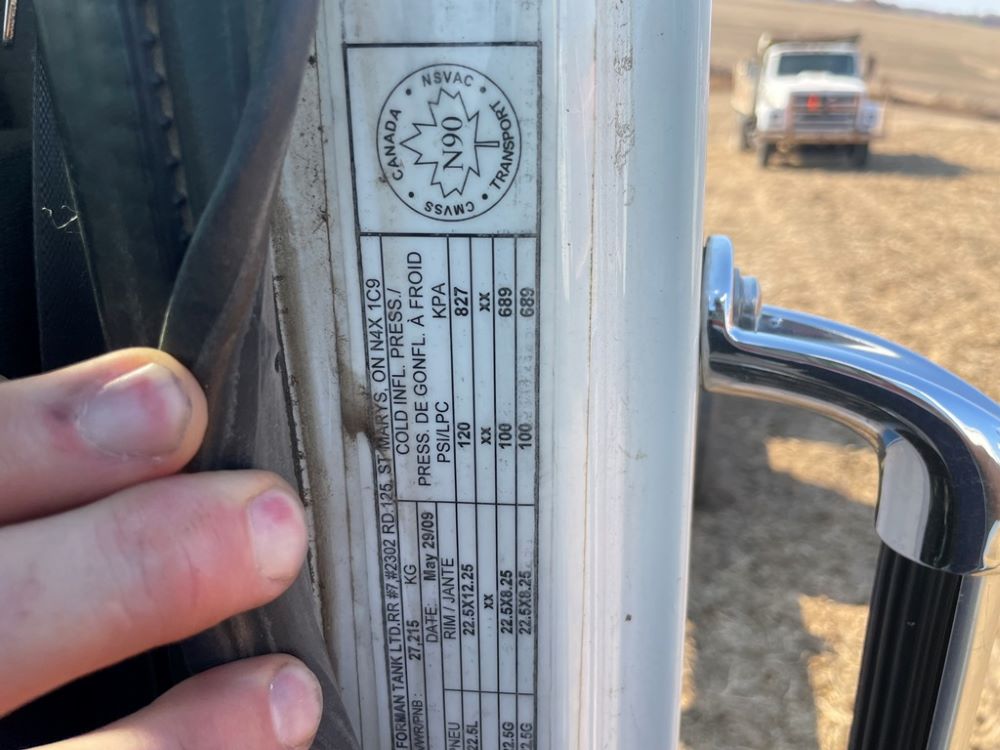 FORMAN TANK LTD.RR #7,#2302 RD.125, ST. MARYS, ON N4X 1C9
VWR/PNB : 27,215 KG COLD INFL. PRESS./
DATE: May 29/09 PRESS. DE GONFL. À FROID
PNEU RIM / JANTE PSI/LPC KPA
22.5L 22.5X12.25 120 827
xx xx xx
22.5G 22.5X8.25 100 689
2.5G 22.5X8.25 100 689
CANADA • NSVAC • TRANSPORT • CMVSS •
N90